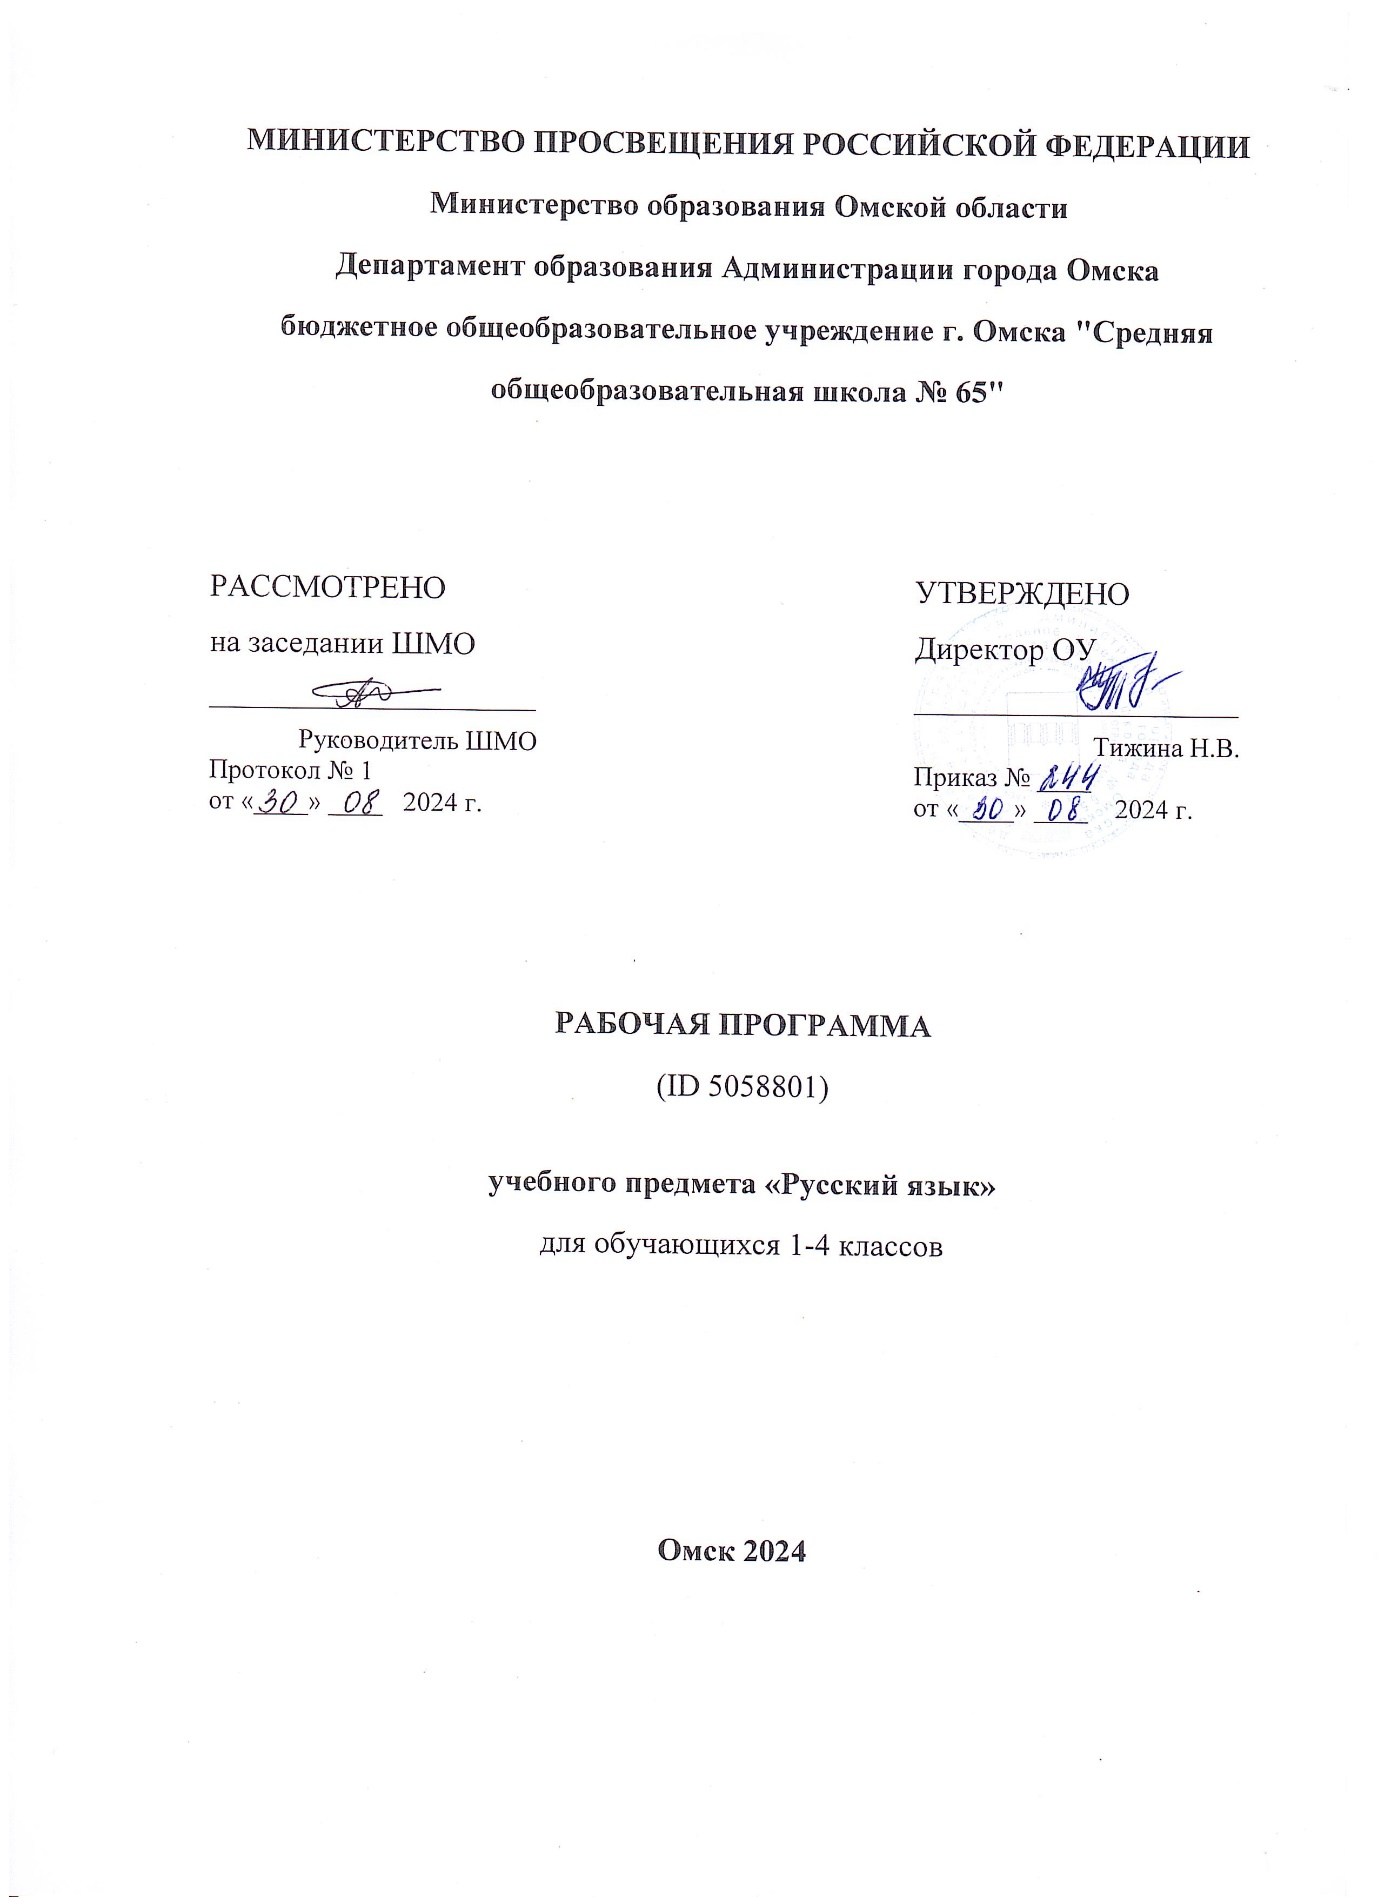 МИНИСТЕРСТВО ПРОСВЕЩЕНИЯ РОССИЙСКОЙ ФЕДЕРАЦИИ
Министерство образования Омской области
Департамент образования Администрации города Омска
бюджетное общеобразовательное учреждение г. Омска "Средняя
общеобразовательная школа № 65"
РАССМОТРЕНО
на заседании ШМО
Руководитель ШМО
Протокол № 1
от «30» 08 2024 г.
УТВЕРЖДЕНО
Директор ОУ
Тижина Н.В.
Приказ № 244
от «30» 08 2024 г.
РАБОЧАЯ ПРОГРАММА
(ID 5058801)
учебного предмета «Русский язык»
для обучающихся 1-4 классов
Омск 2024